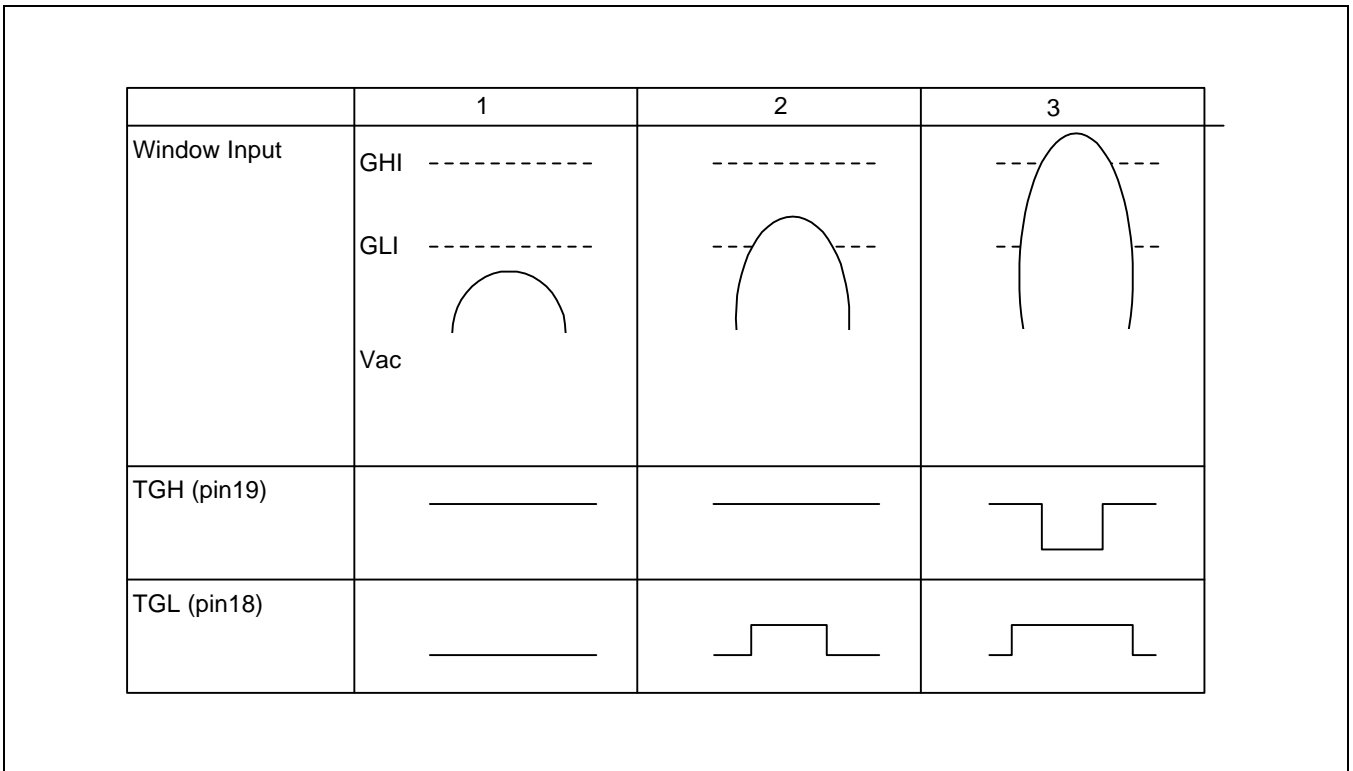 1 2 3
Window Input
GHI
GLI
Vac
TGH (pin19)
TGL (pin18)